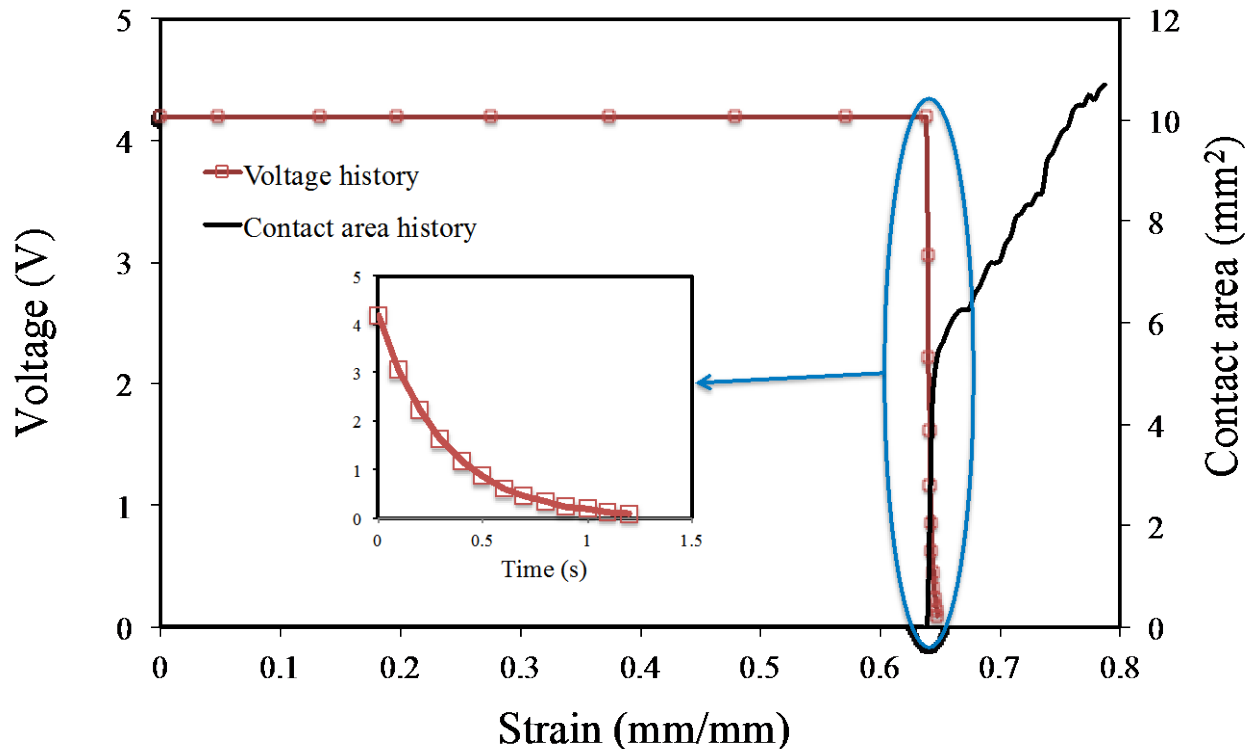 5
4
3
2
1
0
Voltage (V)
12
10
8
6
4
2
0
Contact area (mm²)
Voltage history
Contact area history
5
4
3
2
1
0
0 0.5 1 1.5
Time (s)
0 0.1 0.2 0.3 0.4 0.5 0.6 0.7 0.8
Strain (mm/mm)